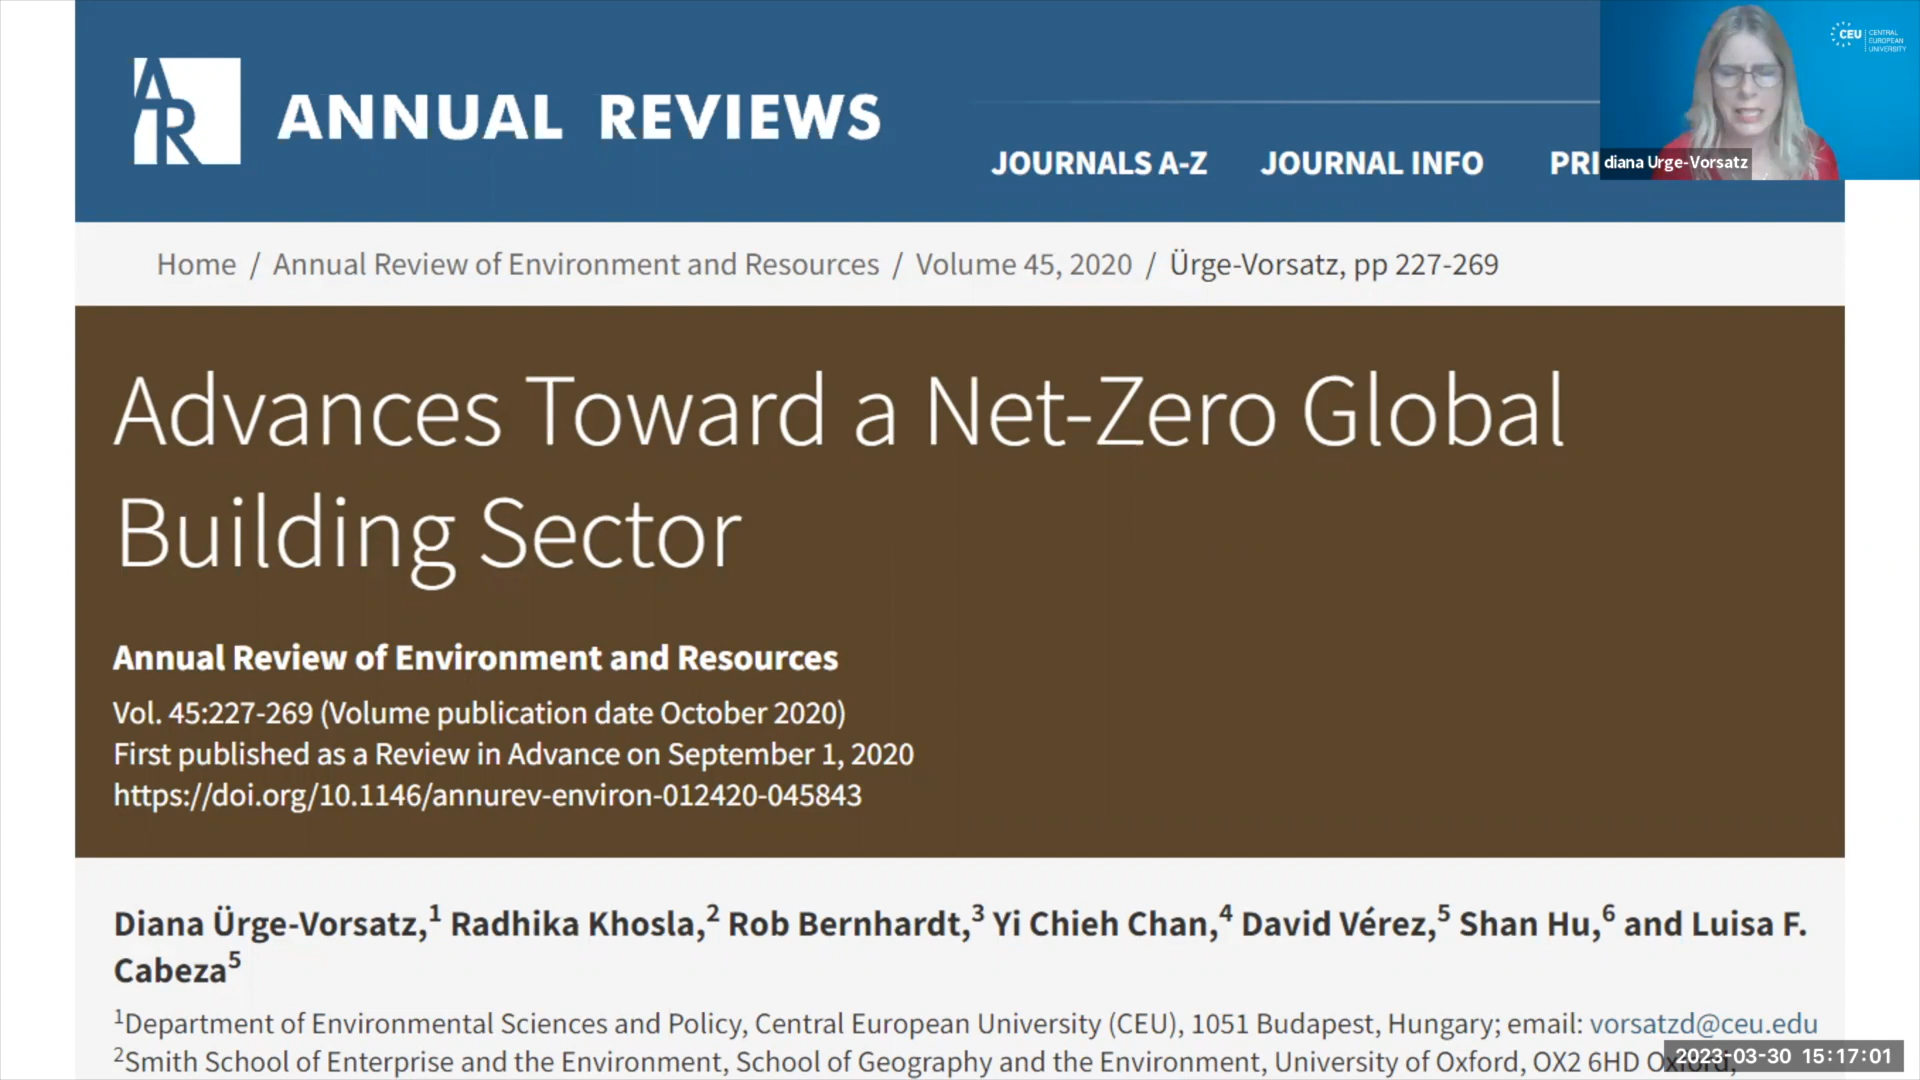 AR ANNUAL REVIEWS
JOURNALS A-Z JOURNAL INFO PRI
CEU CENTRAL
EUROPEAN
UNIVERSITY
diana Urge-Vorsatz
Home / Annual Review of Environment and Resources / Volume 45, 2020 / Ürge-Vorsatz, pp 227-269
Advances Toward a Net-Zero Global
Building Sector
Annual Review of Environment and Resources
Vol. 45:227-269 (Volume publication date October 2020)
First published as a Review in Advance on September 1, 2020
https://doi.org/10.1146/annurev-environ-012420-045843
Diana Ürge-Vorsatz,1 Radhika Khosla,2 Rob Bernhardt,3 Yi Chieh Chan,4 David Vérez,5 Shan Hu,6 and Luisa F.
Cabeza5
1Department of Environmental Sciences and Policy, Central European University (CEU), 1051 Budapest, Hungary; email: vorsatzd@ceu.edu
2Smith School of Enterprise and the Environment, School of Geography and the Environment, University of Oxford, OX2 6HD Oxford,
2023-03-30 15:17:01